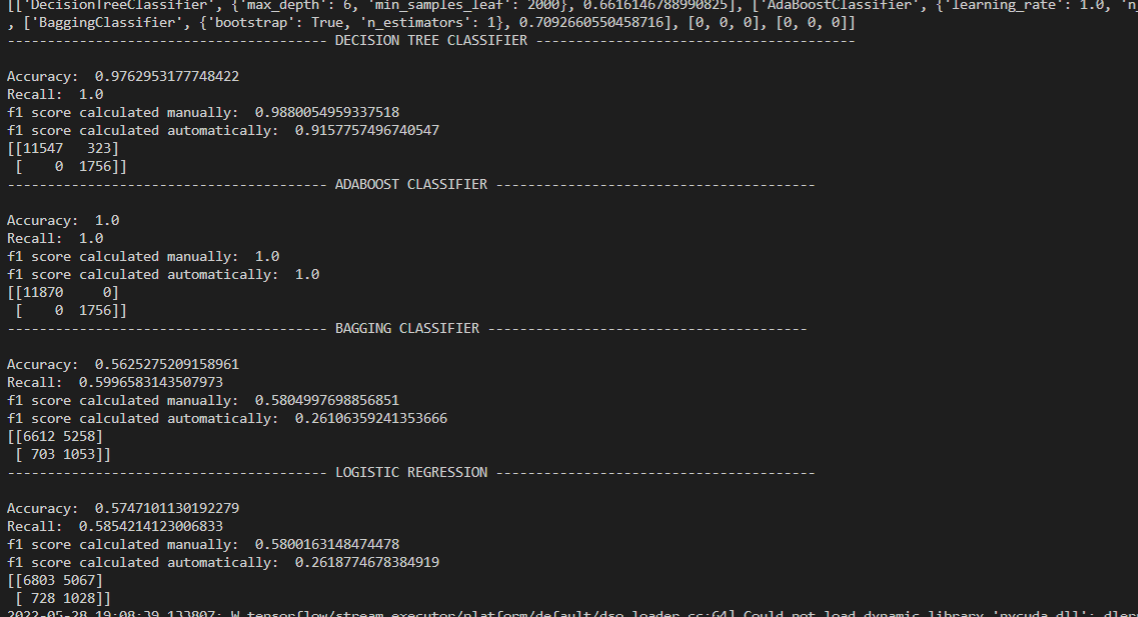 [['DecisionTreeClassifier', {'max_depth': 6, 'min_samples_leaf': 2000}, 0.6616146788990825], ['AdaBoostClassifier', {'learning_rate': 1.0, 'n_
, ['BaggingClassifier', {'bootstrap': True, 'n_estimators': 1}, 0.7092660550458716], [0, 0, 0], [0, 0, 0]]
---------------------------------------- DECISION TREE CLASSIFIER ----------------------------------------
Accuracy:  0.9762953177748422
Recall:  1.0
f1 score calculated manually:  0.9880054959337518
f1 score calculated automatically:  0.9157757496740547
[[11547   323]
 [    0  1756]]
---------------------------------------- ADABOOST CLASSIFIER ----------------------------------------
Accuracy:  1.0
Recall:  1.0
f1 score calculated manually:  1.0
f1 score calculated automatically:  1.0
[[11870     0]
 [    0  1756]]
---------------------------------------- BAGGING CLASSIFIER ----------------------------------------
Accuracy:  0.5625275209158961
Recall:  0.5996583143507973
f1 score calculated manually:  0.5804997698856851
f1 score calculated automatically:  0.26106359241353666
[[6612 5258]
 [ 703 1053]]
---------------------------------------- LOGISTIC REGRESSION ----------------------------------------
Accuracy:  0.5747101130192279
Recall:  0.5854214123006833
f1 score calculated manually:  0.5800163148474478
f1 score calculated automatically:  0.2618774678384919
[[6803 5067]
 [ 728 1028]]
2022-05-28 19:08:39.133807: W tensorflow/stream_executor/platform/default/dso_loader.cc:64] Could not load dynamic library 'nvcuda.dll'; dler